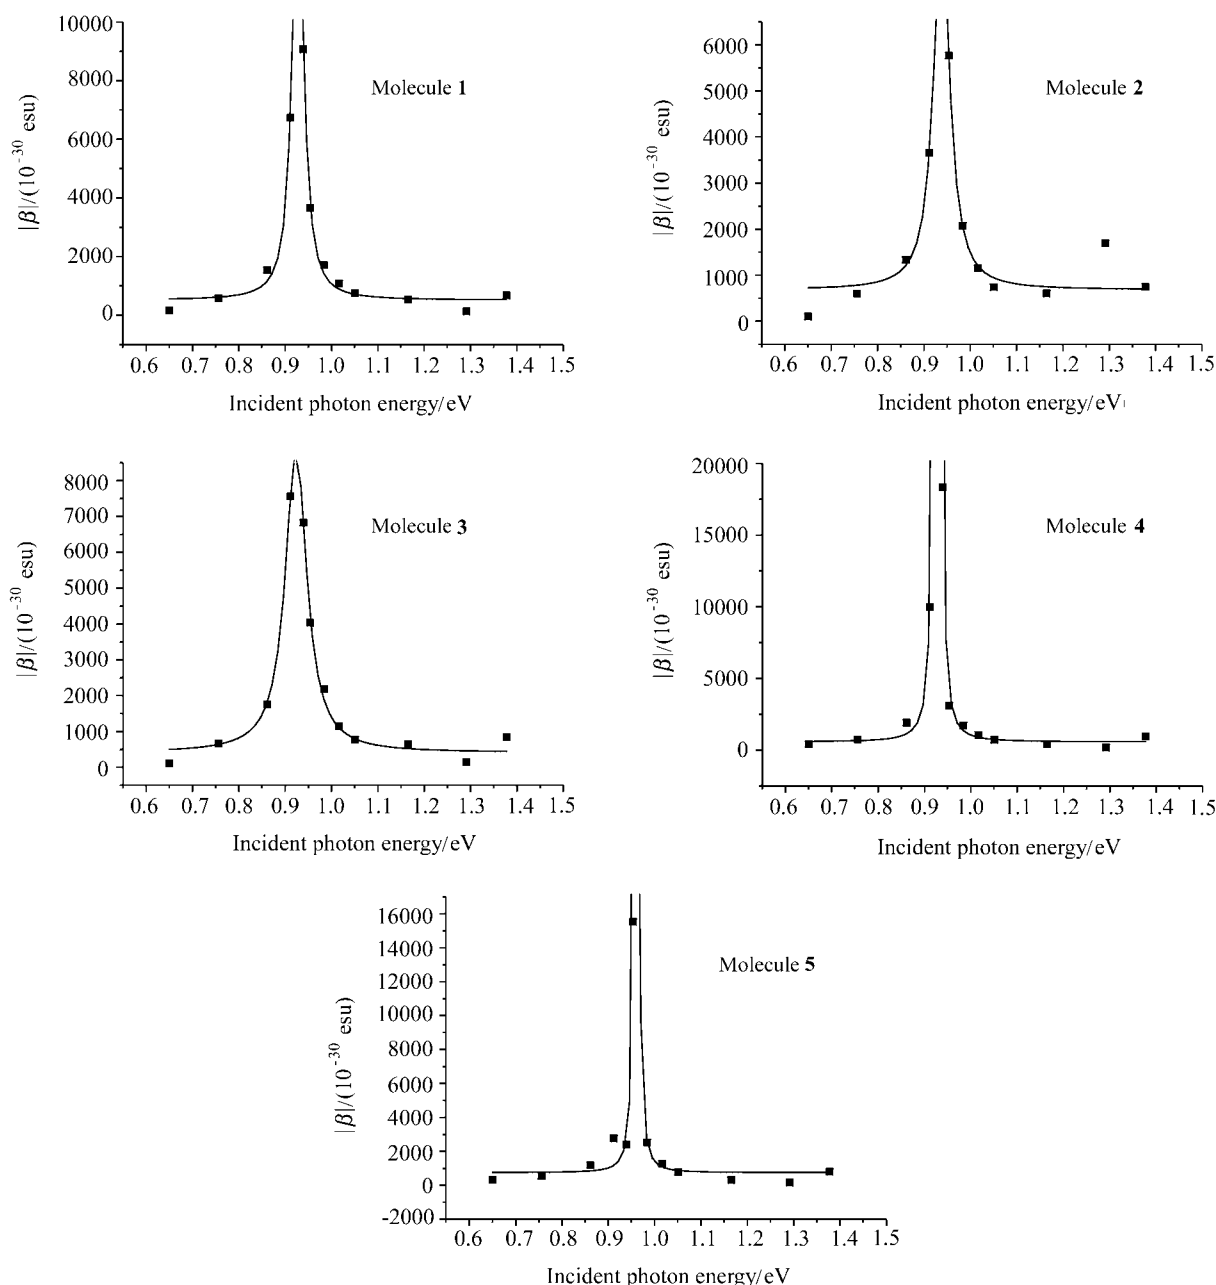 10000
8000
6000
4000
2000
0
|β|/(10⁻³⁰ esu)
Molecule 1
0.6 0.7 0.8 0.9 1.0 1.1 1.2 1.3 1.4 1.5
Incident photon energy/eV
6000
5000
4000
3000
2000
1000
0
|β|/(10⁻³⁰ esu)
Molecule 2
0.6 0.7 0.8 0.9 1.0 1.1 1.2 1.3 1.4 1.5
Incident photon energy/eV
8000
7000
6000
5000
4000
3000
2000
1000
0
|β|/(10⁻³⁰ esu)
Molecule 3
0.6 0.7 0.8 0.9 1.0 1.1 1.2 1.3 1.4 1.5
Incident photon energy/eV
20000
15000
10000
5000
0
|β|/(10⁻³⁰ esu)
Molecule 4
0.6 0.7 0.8 0.9 1.0 1.1 1.2 1.3 1.4 1.5
Incident photon energy/eV
16000
14000
12000
10000
8000
6000
4000
2000
0
-2000
|β|/(10⁻³⁰ esu)
Molecule 5
0.6 0.7 0.8 0.9 1.0 1.1 1.2 1.3 1.4 1.5
Incident photon energy/eV